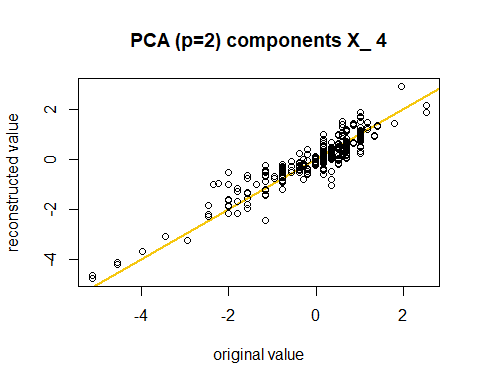 PCA (p=2) components X_ 4
reconstructed value
2
0
-2
-4
-4 -2 0 2
original value